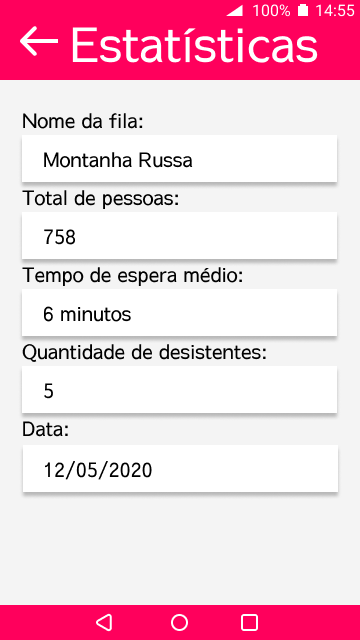 100% 14:55
Estatísticas
Nome da fila:
Montanha Russa
Total de pessoas:
758
Tempo de espera médio:
6 minutos
Quantidade de desistentes:
5
Data:
12/05/2020